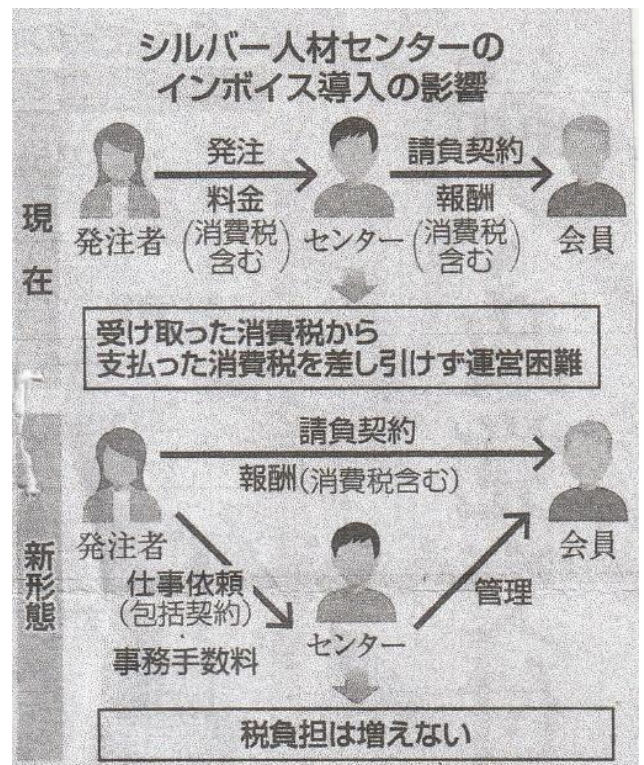 シルバー人材センターの
インボイス導入の影響
現在
発注
料金
(消費税
含む)
請負契約
報酬
(消費税
含む)
発注者
センター
会員
受け取った消費税から
支払った消費税を差し引けず運営困難
新形態
請負契約
報酬(消費税含む)
発注者
会員
仕事依頼
(包括契約)
事務手数料
センター
管理
税負担は増えない